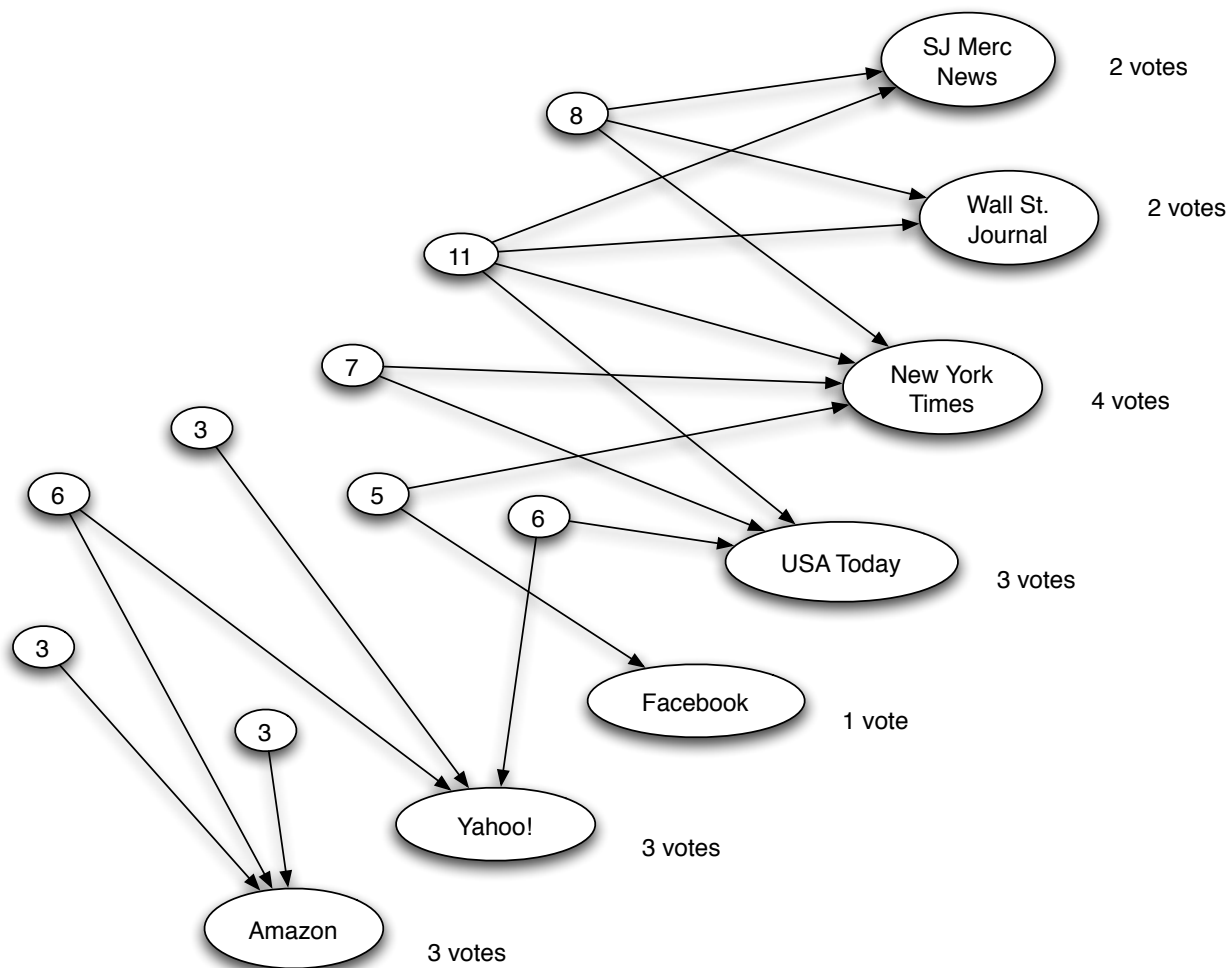 SJ Merc
News
2 votes
8
Wall St.
Journal
2 votes
11
7
New York
Times
4 votes
3
6
5
6
USA Today
3 votes
3
Facebook
1 vote
3
Yahoo!
3 votes
Amazon
3 votes